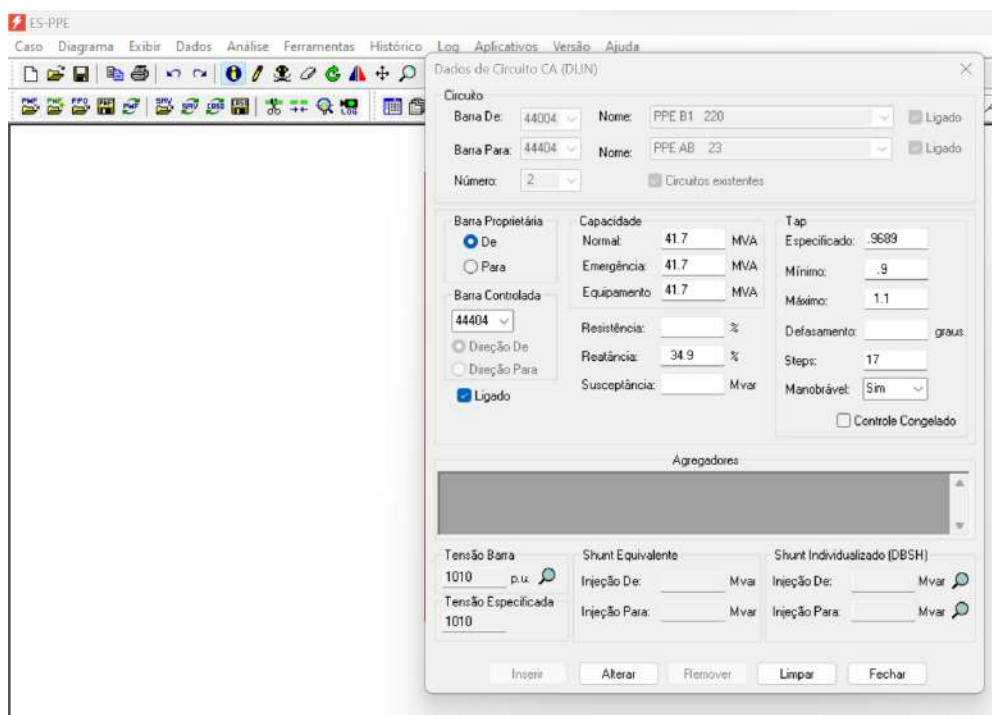 ES-PPE
Caso Diagrama Exibir Dados Análise Ferramentas Histórico Log Aplicativos Versão Ajuda
Dados de Circuito CA (DLIN)
Circuito
Barra De: 44004 Nome: PPE B1 220 Ligado
Barra Para: 44404 Nome: PPE AB 23 Ligado
Número: 2 Circuitos existentes
Barra Proprietária Capacidade Tap
De Normal: 41.7 MVA Especificado: .9689
Para Emergência: 41.7 MVA Mínimo: .9
Barra Controlada Equipamento 41.7 MVA Máximo: 1.1
44404 Resistência: % Defasamento: graus
Direção De Reatância: 34.9 % Steps: 17
Direção Para Susceptância: Mvar Manobrável: Sim
Ligado
Controle Congelado
Agregadores
Tensão Barra Shunt Equivalente Shunt Individualizado (DBSH)
1010 p.u. Injeção De: Mvar Injeção De: Mvar
Tensão Especificada Injeção Para: Mvar Injeção Para: Mvar
1010
Inserir Alterar Remover Limpar Fechar